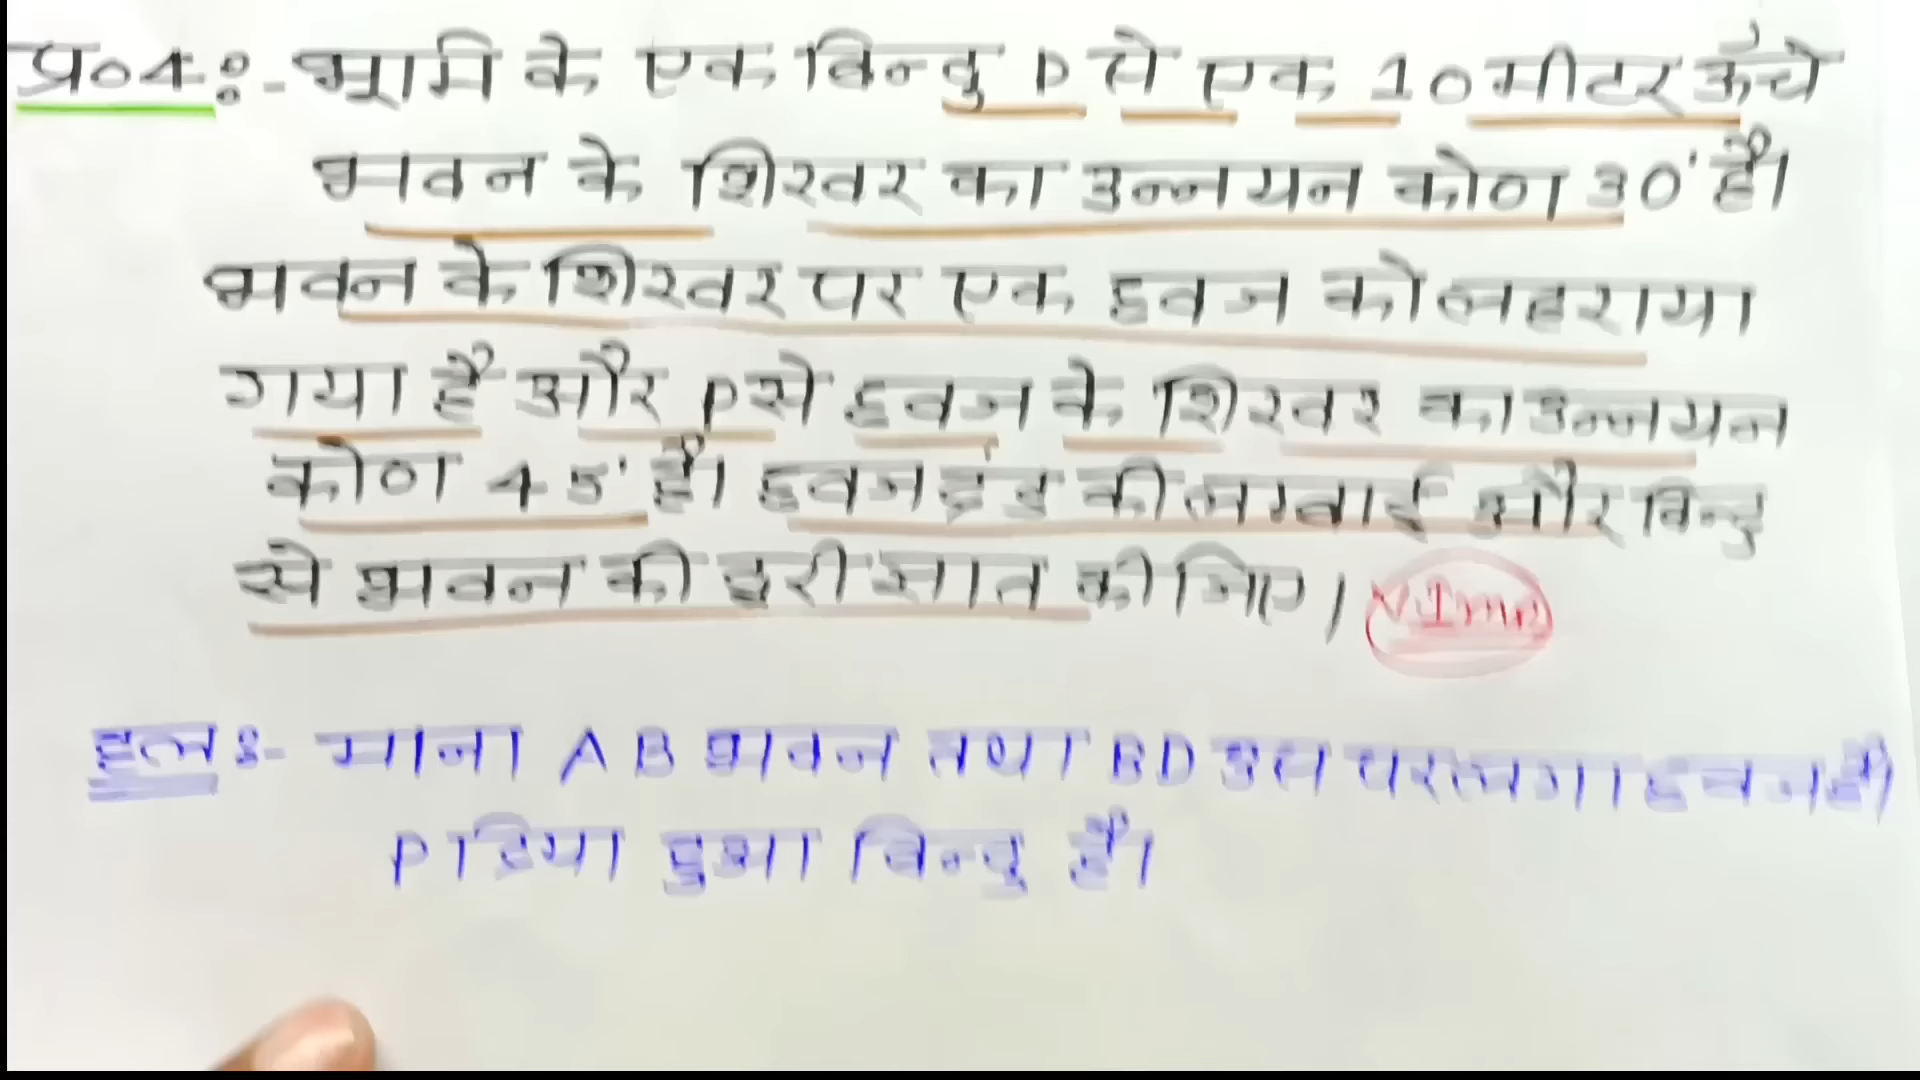 प्र०4:- भूमि के एक बिन्दु P से एक 10 मीटर ऊँचे
भवन के शिखर का उन्नयन कोण 30° है।
भवन के शिखर पर एक ध्वज को लहराया
गया है और P से ध्वज के शिखर का उन्नयन
कोण 45° है। ध्वजदंड की लम्बाई और बिन्दु
से भवन की दूरी ज्ञात कीजिए। V.Imp
हल:- माना AB भवन तथा BD उस पर लगा ध्वज है।
P दिया हुआ बिन्दु है।